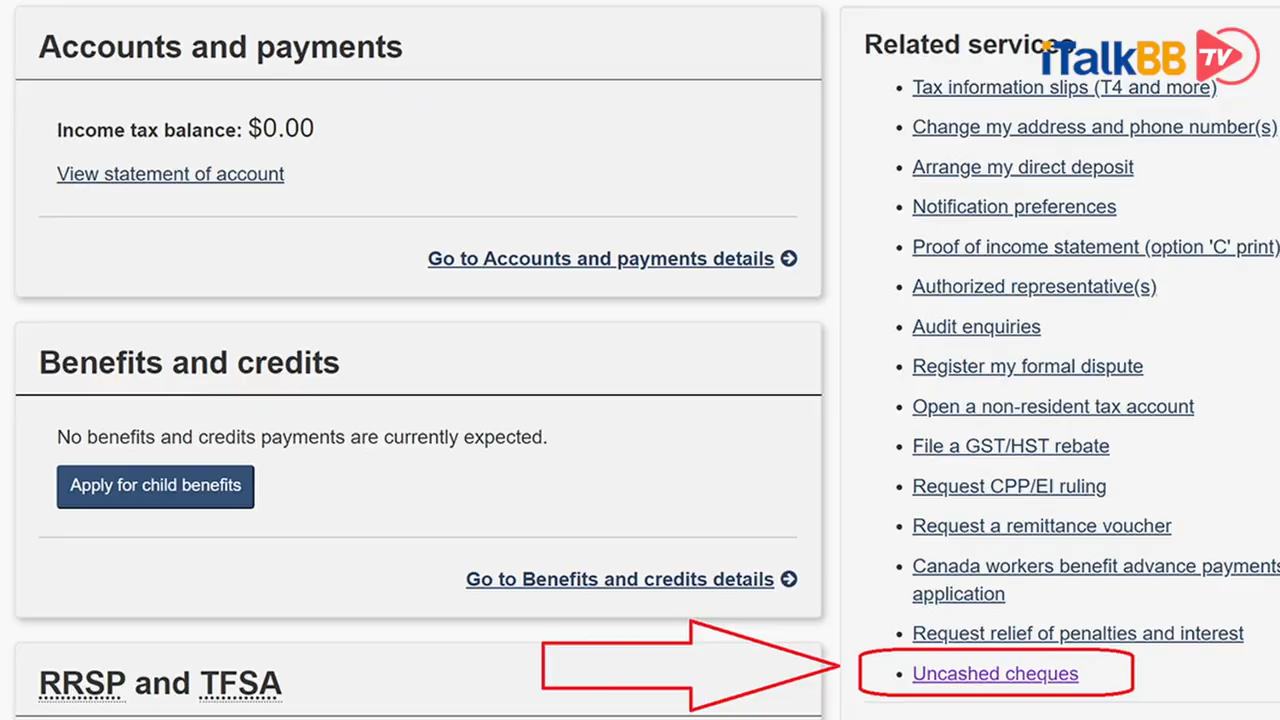 Accounts and payments
Income tax balance: $0.00
View statement of account
Go to Accounts and payments details
Benefits and credits
No benefits and credits payments are currently expected.
Apply for child benefits
Go to Benefits and credits details
RRSP and TFSA
Related services
iTalkBB TV
Tax information slips (T4 and more)
Change my address and phone number(s)
Arrange my direct deposit
Notification preferences
Proof of income statement (option 'C' print)
Authorized representative(s)
Audit enquiries
Register my formal dispute
Open a non-resident tax account
File a GST/HST rebate
Request CPP/EI ruling
Request a remittance voucher
Canada workers benefit advance payments
application
Request relief of penalties and interest
Uncashed cheques